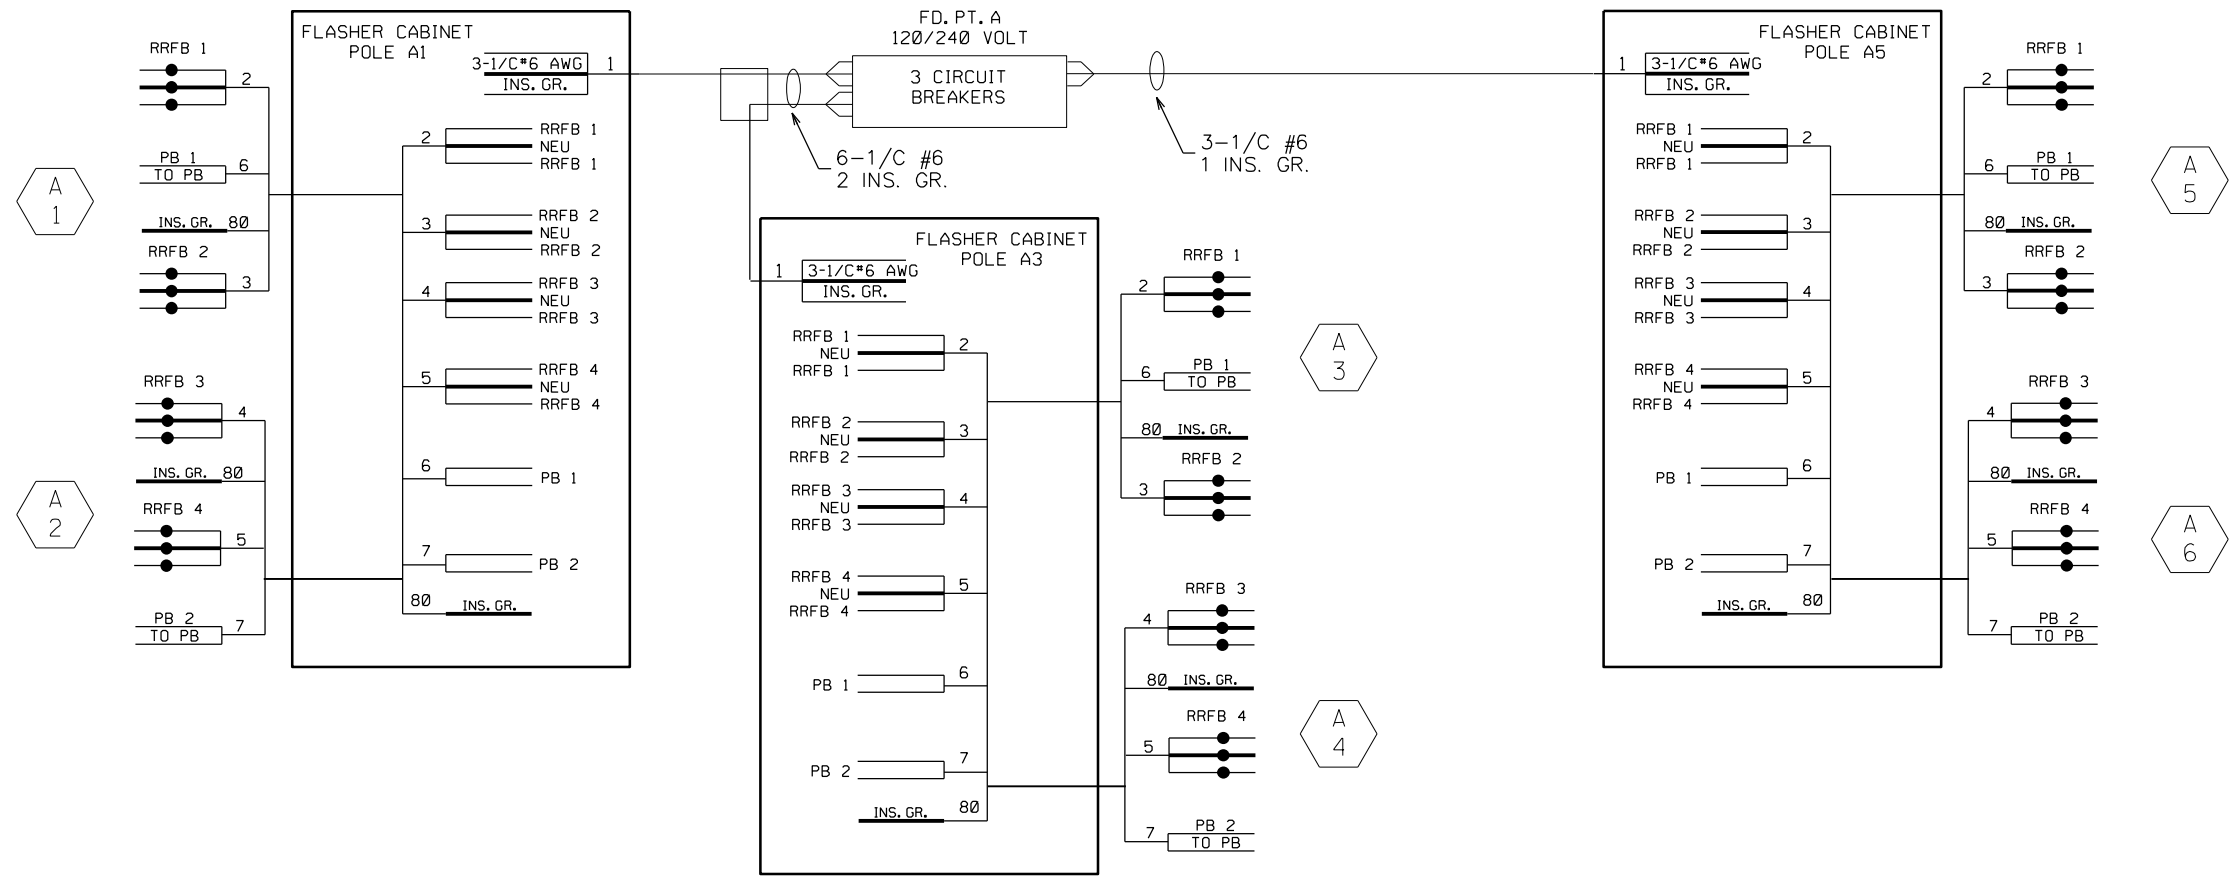 FD. PT. A
120/240 VOLT
3 CIRCUIT
BREAKERS
6-1/C #6
2 INS. GR.
3-1/C #6
1 INS. GR.
A
1
RRFB 1
2
PB 1
TO PB
6
INS. GR. 80
RRFB 2
3
A
2
RRFB 3
4
INS. GR. 80
RRFB 4
5
PB 2
TO PB
7
FLASHER CABINET
POLE A1
3-1/C#6 AWG
INS. GR.
1
2
RRFB 1
NEU
RRFB 1
3
RRFB 2
NEU
RRFB 2
4
RRFB 3
NEU
RRFB 3
5
RRFB 4
NEU
RRFB 4
6
PB 1
7
PB 2
80 INS. GR.
FLASHER CABINET
POLE A3
1
3-1/C#6 AWG
INS. GR.
RRFB 1
NEU
RRFB 1
2
RRFB 2
NEU
RRFB 2
3
RRFB 3
NEU
RRFB 3
4
RRFB 4
NEU
RRFB 4
5
PB 1
6
PB 2
7
INS. GR. 80
RRFB 1
2
PB 1
TO PB
6
80 INS. GR.
RRFB 2
3
A
3
RRFB 3
4
80 INS. GR.
RRFB 4
5
PB 2
TO PB
7
A
4
FLASHER CABINET
POLE A5
1
3-1/C#6 AWG
INS. GR.
RRFB 1
NEU
RRFB 1
2
RRFB 2
NEU
RRFB 2
3
RRFB 3
NEU
RRFB 3
4
RRFB 4
NEU
RRFB 4
5
PB 1
6
PB 2
7
INS. GR. 80
RRFB 1
2
PB 1
TO PB
6
80 INS. GR.
RRFB 2
3
A
5
RRFB 3
4
80 INS. GR.
RRFB 4
5
PB 2
TO PB
7
A
6